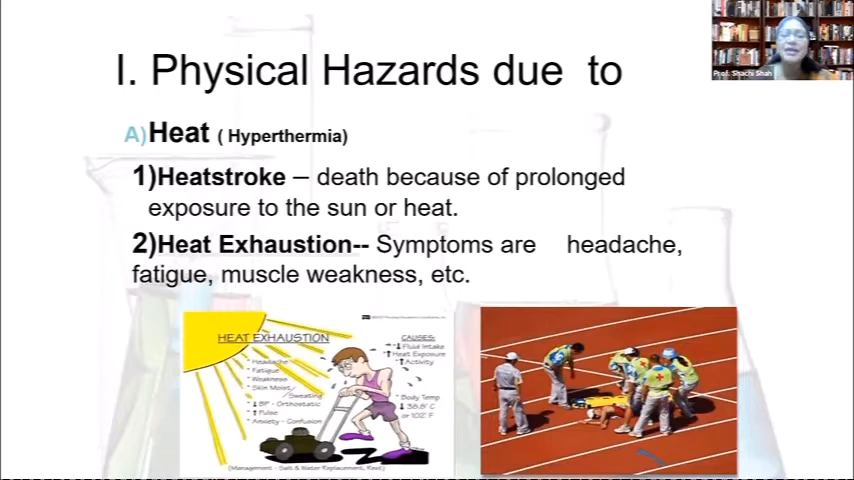 I. Physical Hazards due to
Prof. Shachi Shah
A)Heat ( Hyperthermia)
1)Heatstroke – death because of prolonged
exposure to the sun or heat.
2)Heat Exhaustion-- Symptoms are headache,
fatigue, muscle weakness, etc.
HEAT EXHAUSTION
* Headache
* Fatigue
* Weakness
* Skin Moist/
Sweating
* ↓ BP - Orthostatic
* ↑ Pulse
* Anxiety - Confusion
CAUSES:
↓ Fluid Intake
↑ Heat Exposure
↑ Activity
* Body Temp
or 102° F
(Management - Salt & Water Replacement, Rest)